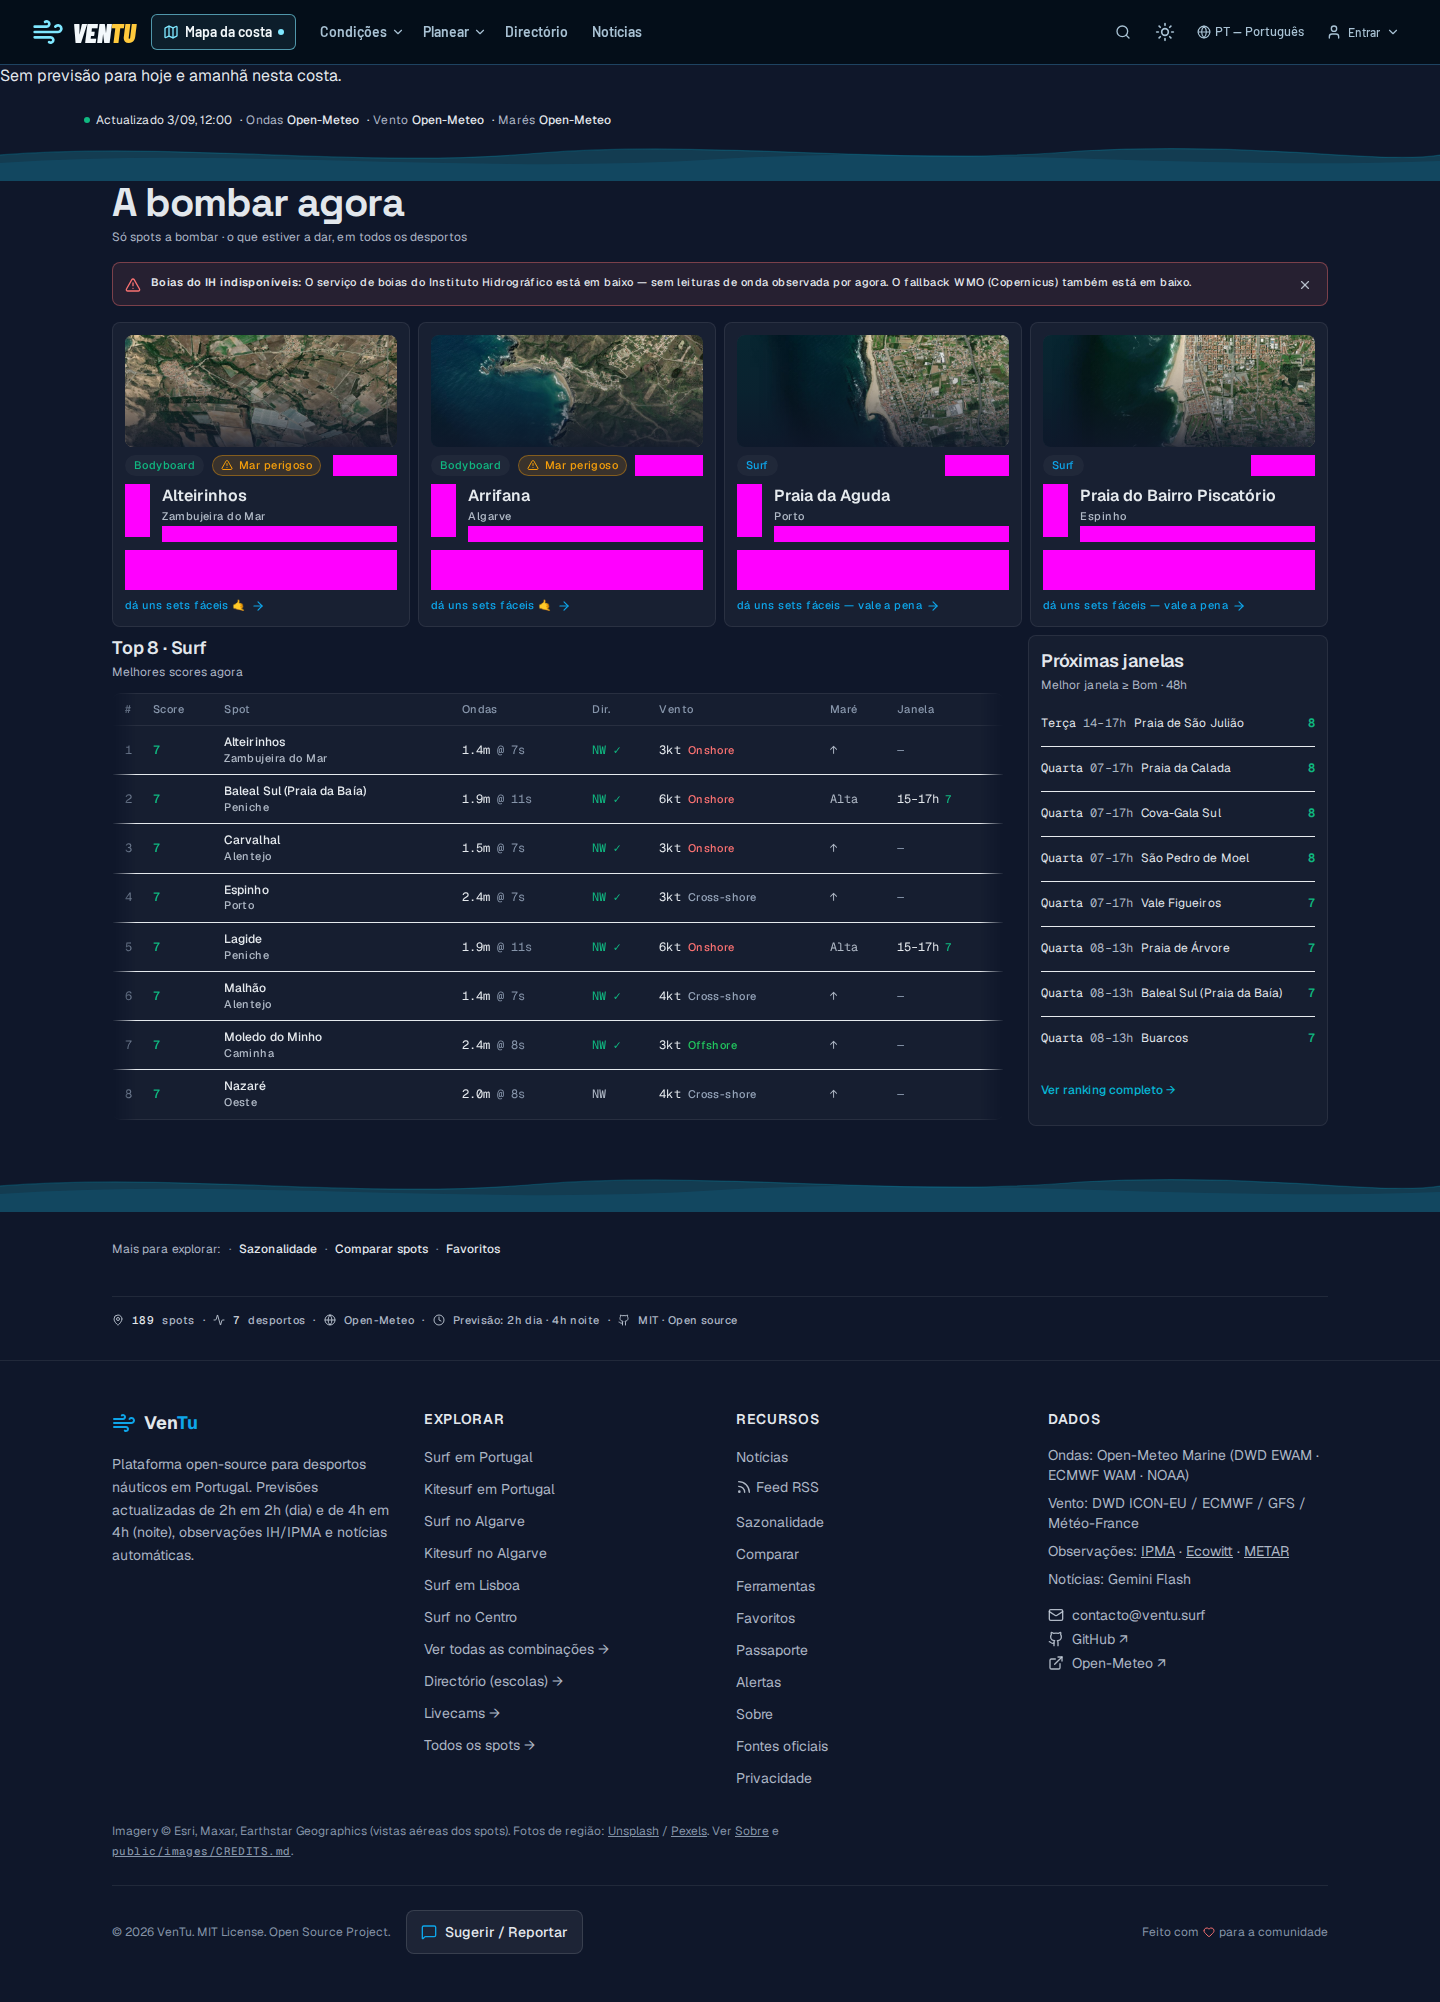 VENTU
Mapa da costa
Condições
Planear
Directório
Notícias
PT — Português
Entrar
Sem previsão para hoje e amanhã nesta costa.
Actualizado 3/09, 12:00 · Ondas Open-Meteo · Vento Open-Meteo · Marés Open-Meteo
A bombar agora
Só spots a bombar · o que estiver a dar, em todos os desportos
Boias do IH indisponíveis: O serviço de boias do Instituto Hidrográfico está em baixo — sem leituras de onda observada por agora. O fallback WMO (Copernicus) também está em baixo.
Bodyboard
Mar perigoso
Alteirinhos
Zambujeira do Mar
dá uns sets fáceis 🤙 →
Bodyboard
Mar perigoso
Arrifana
Algarve
dá uns sets fáceis 🤙 →
Surf
Praia da Aguda
Porto
dá uns sets fáceis — vale a pena →
Surf
Praia do Bairro Piscatório
Espinho
dá uns sets fáceis — vale a pena →
Top 8 · Surf
Melhores scores agora
# Score Spot Ondas Dir. Vento Maré Janela
1 7 Alteirinhos 1.4m @ 7s NW ✓ 3kt Onshore ↑ —
Zambujeira do Mar
2 7 Baleal Sul (Praia da Baía) 1.9m @ 11s NW ✓ 6kt Onshore Alta 15–17h 7
Peniche
3 7 Carvalhal 1.5m @ 7s NW ✓ 3kt Onshore ↑ —
Alentejo
4 7 Espinho 2.4m @ 7s NW ✓ 3kt Cross-shore ↑ —
Porto
5 7 Lagide 1.9m @ 11s NW ✓ 6kt Onshore Alta 15–17h 7
Peniche
6 7 Malhão 1.4m @ 7s NW ✓ 4kt Cross-shore ↑ —
Alentejo
7 7 Moledo do Minho 2.4m @ 8s NW ✓ 3kt Offshore ↑ —
Caminha
8 7 Nazaré 2.0m @ 8s NW 4kt Cross-shore ↑ —
Oeste
Próximas janelas
Melhor janela ≥ Bom · 48h
Terça 14–17h Praia de São Julião 8
Quarta 07–17h Praia da Calada 8
Quarta 07–17h Cova-Gala Sul 8
Quarta 07–17h São Pedro de Moel 8
Quarta 07–17h Vale Figueiros 7
Quarta 08–13h Praia de Árvore 7
Quarta 08–13h Baleal Sul (Praia da Baía) 7
Quarta 08–13h Buarcos 7
Ver ranking completo →
Mais para explorar: · Sazonalidade · Comparar spots · Favoritos
189 spots · 7 desportos · Open-Meteo · Previsão: 2h dia · 4h noite · MIT · Open source
VenTu
Plataforma open-source para desportos
náuticos em Portugal. Previsões
actualizadas de 2h em 2h (dia) e de 4h em
4h (noite), observações IH/IPMA e notícias
automáticas.
EXPLORAR
Surf em Portugal
Kitesurf em Portugal
Surf no Algarve
Kitesurf no Algarve
Surf em Lisboa
Surf no Centro
Ver todas as combinações →
Directório (escolas) →
Livecams →
Todos os spots →
RECURSOS
Notícias
Feed RSS
Sazonalidade
Comparar
Ferramentas
Favoritos
Passaporte
Alertas
Sobre
Fontes oficiais
Privacidade
DADOS
Ondas: Open-Meteo Marine (DWD EWAM ·
ECMWF WAM · NOAA)
Vento: DWD ICON-EU / ECMWF / GFS /
Météo-France
Observações: IPMA · Ecowitt · METAR
Notícias: Gemini Flash
contacto@ventu.surf
GitHub ↗
Open-Meteo ↗
Imagery © Esri, Maxar, Earthstar Geographics (vistas aéreas dos spots). Fotos de região: Unsplash / Pexels. Ver Sobre e
public/images/CREDITS.md.
© 2026 VenTu. MIT License. Open Source Project.
Sugerir / Reportar
Feito com ♡ para a comunidade